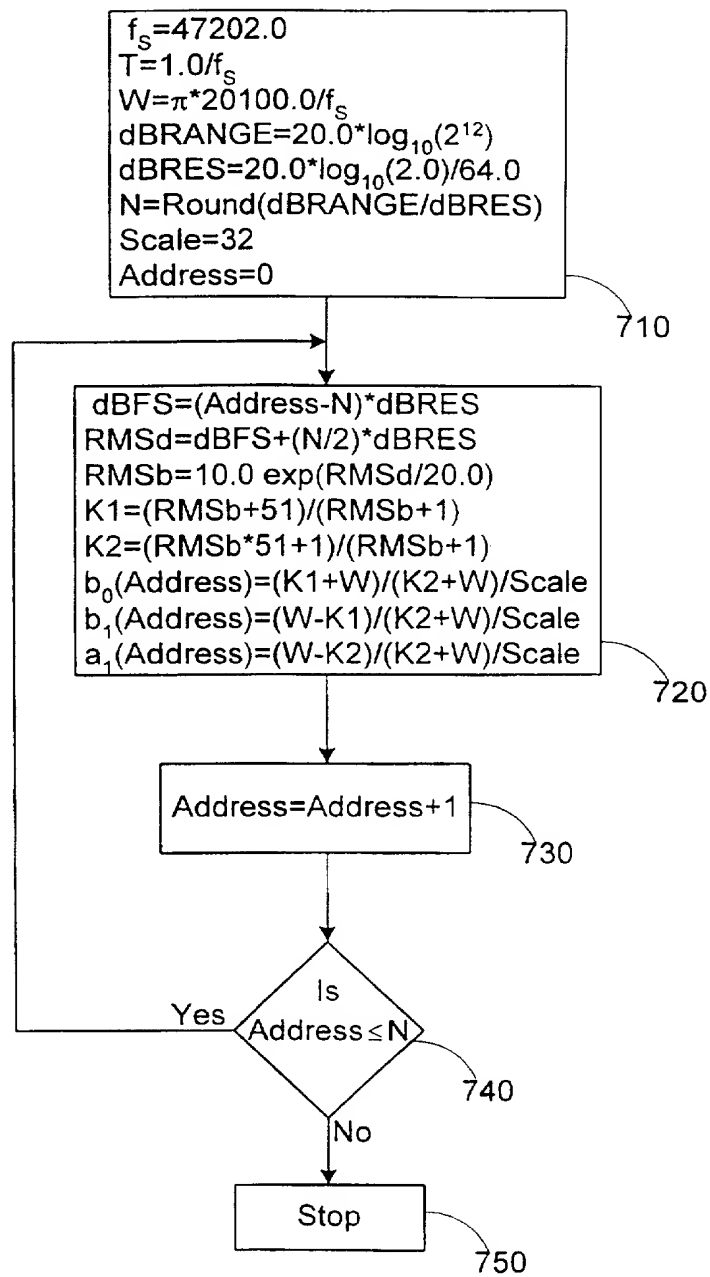 fS=47202.0
T=1.0/fS
W=π*20100.0/fS
dBRANGE=20.0*log10(2^12)
dBRES=20.0*log10(2.0)/64.0
N=Round(dBRANGE/dBRES)
Scale=32
Address=0
710
dBFS=(Address-N)*dBRES
RMSd=dBFS+(N/2)*dBRES
RMSb=10.0 exp(RMSd/20.0)
K1=(RMSb+51)/(RMSb+1)
K2=(RMSb*51+1)/(RMSb+1)
b0(Address)=(K1+W)/(K2+W)/Scale
b1(Address)=(W-K1)/(K2+W)/Scale
a1(Address)=(W-K2)/(K2+W)/Scale
720
Address=Address+1
730
Is
Address≤N
Yes
740
No
Stop
750